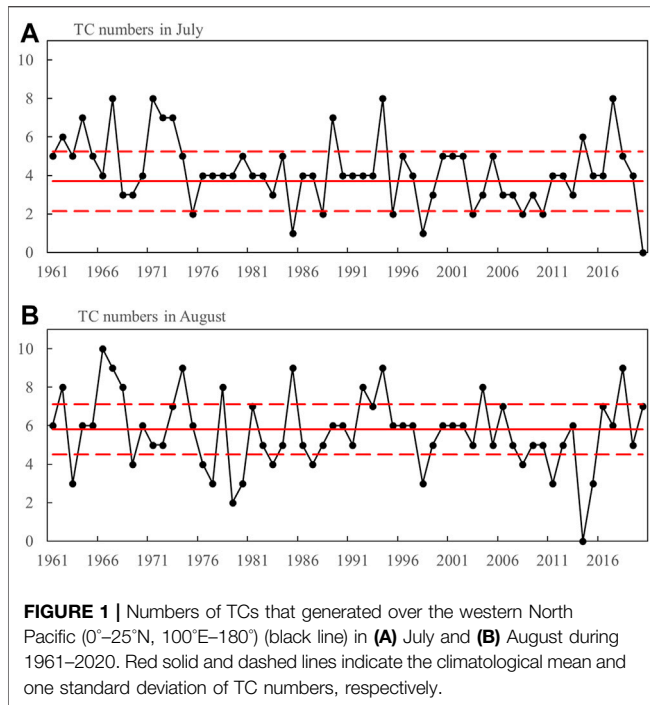 A TC numbers in July
10
8
6
4
2
0
1961 1966 1971 1976 1981 1986 1991 1996 2001 2006 2011 2016
B TC numbers in August
10
8
6
4
2
0
1961 1966 1971 1976 1981 1986 1991 1996 2001 2006 2011 2016
FIGURE 1 | Numbers of TCs that generated over the western North
Pacific (0°–25°N, 100°E–180°) (black line) in (A) July and (B) August during
1961–2020. Red solid and dashed lines indicate the climatological mean and
one standard deviation of TC numbers, respectively.